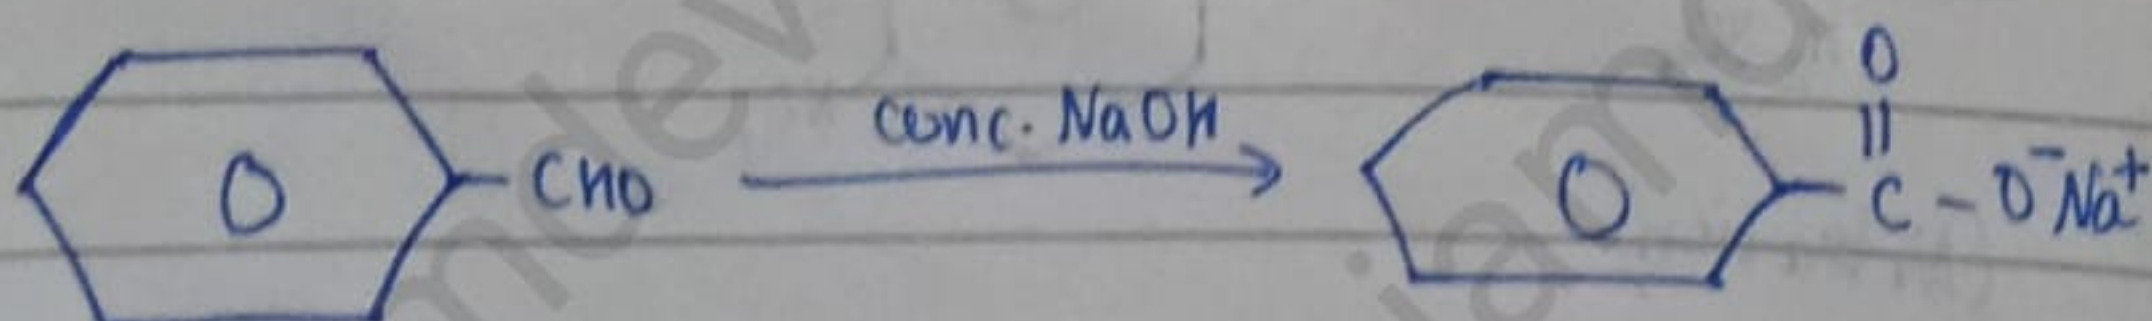 O
conc. NaOH
O CHO ⟶ O C - O⁻Na⁺